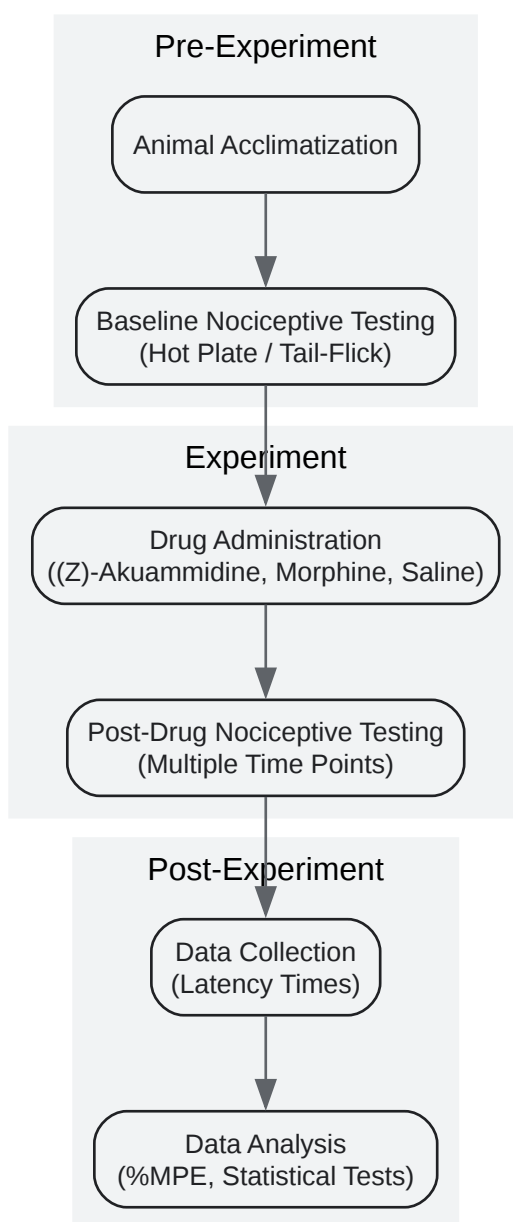 Pre-Experiment
Animal Acclimatization
Baseline Nociceptive Testing
(Hot Plate / Tail-Flick)
Experiment
Drug Administration
((Z)-Akuammidine, Morphine, Saline)
Post-Drug Nociceptive Testing
(Multiple Time Points)
Post-Experiment
Data Collection
(Latency Times)
Data Analysis
(%MPE, Statistical Tests)